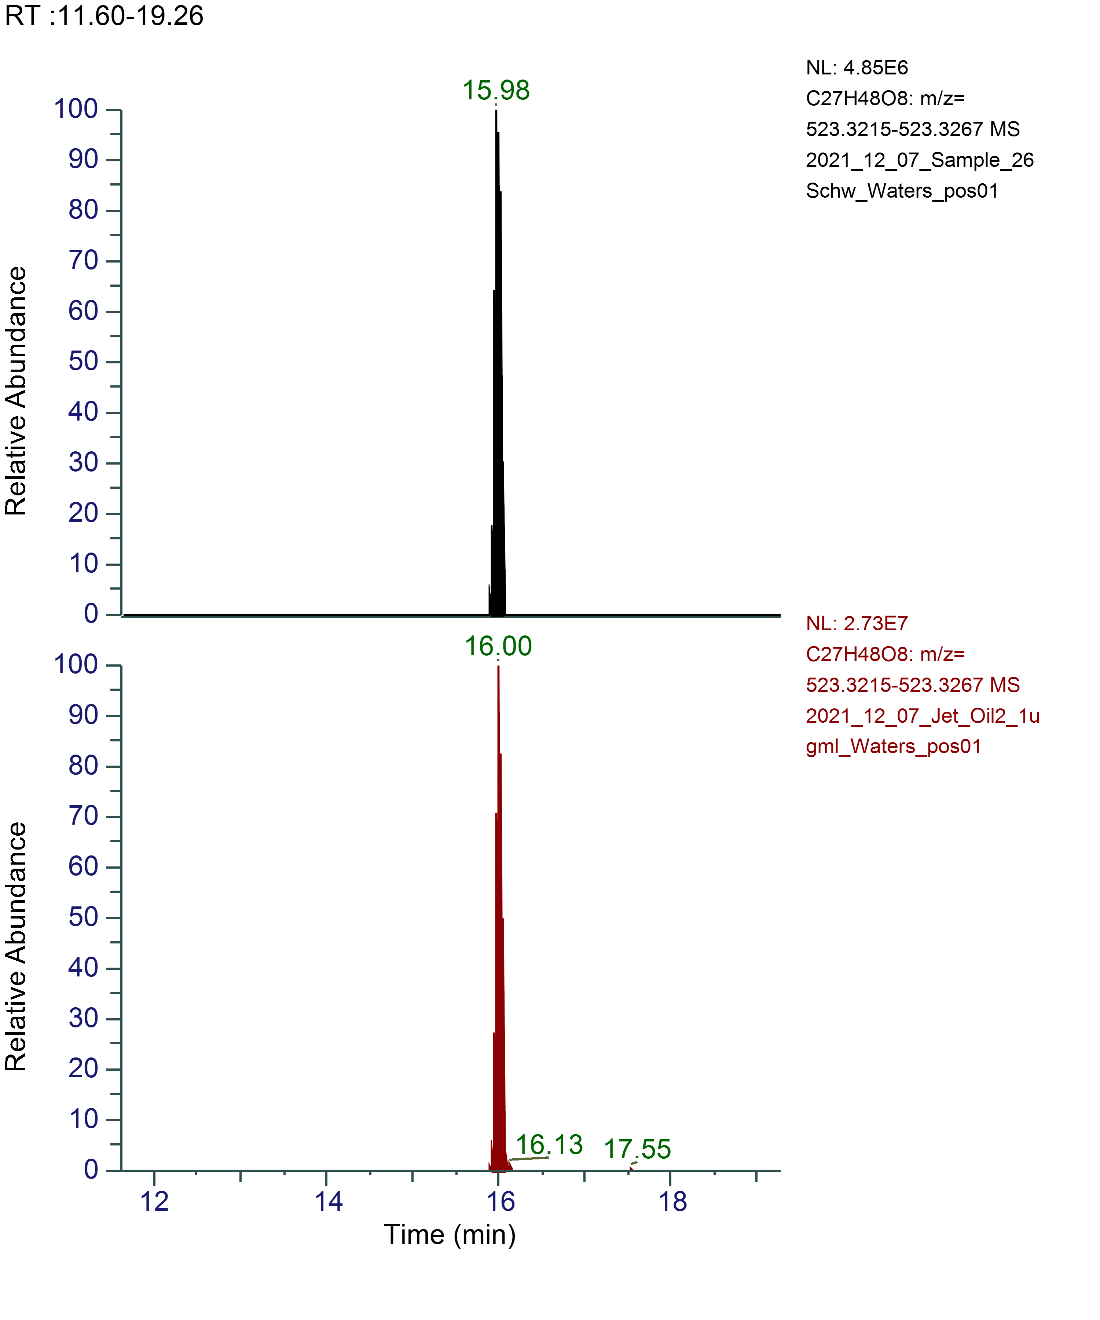 RT :11.60-19.26
15.98
NL: 4.85E6
C27H48O8: m/z=
523.3215-523.3267 MS
2021_12_07_Sample_26
Schw_Waters_pos01
100
90
80
70
60
50
40
30
20
10
0
Relative Abundance
16.00
NL: 2.73E7
C27H48O8: m/z=
523.3215-523.3267 MS
2021_12_07_Jet_Oil2_1u
gml_Waters_pos01
100
90
80
70
60
50
40
30
20
10
0
Relative Abundance
16.13
17.55
12
14
16
18
Time (min)